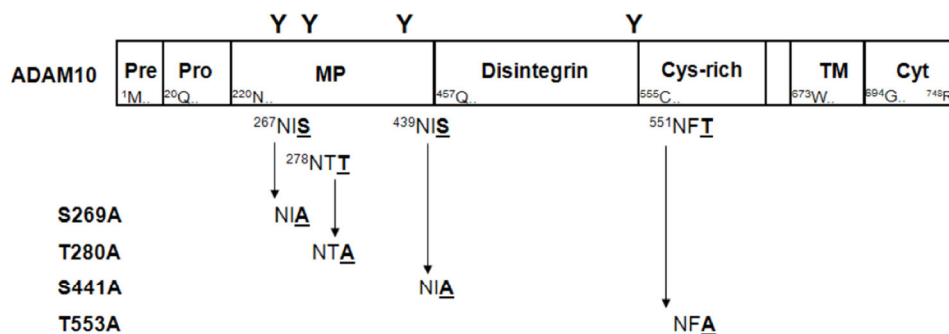 Y Y Y Y
ADAM10 Pre Pro MP Disintegrin Cys-rich TM Cyt
¹M.. ²⁰Q.. ²²⁰N.. ⁴⁵⁷Q.. ⁵⁵⁵C.. ⁶⁷³W.. ⁶⁹⁴G.. ⁷⁴⁸R
²⁶⁷NIS ⁴³⁹NIS ⁵⁵¹NFT
²⁷⁸NTT
S269A NIA
T280A NTA
S441A NIA
T553A NFA